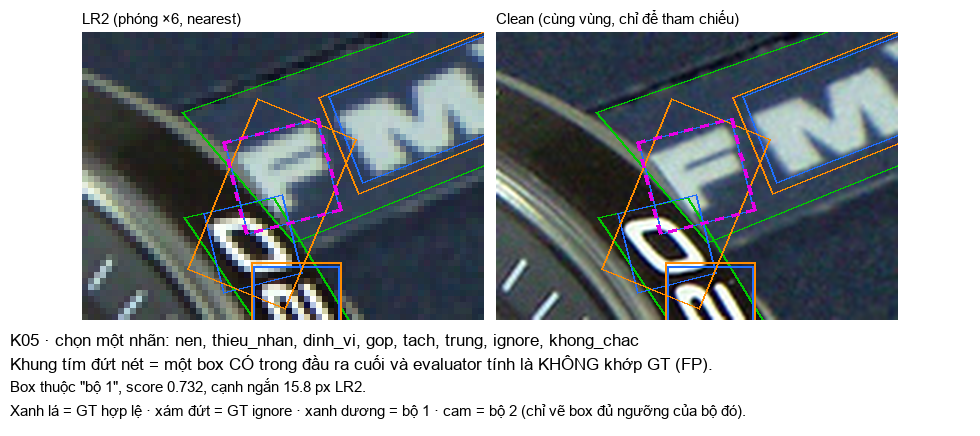 LR2 (phóng ×6, nearest)
Clean (cùng vùng, chỉ để tham chiếu)
FM
FM
0
0
K05 · chọn một nhãn: nen, thieu_nhan, dinh_vi, gop, tach, trung, ignore, khong_chac
Khung tím đứt nét = một box CÓ trong đầu ra cuối và evaluator tính là KHÔNG khớp GT (FP).
Box thuộc "bộ 1", score 0.732, cạnh ngắn 15.8 px LR2.
Xanh lá = GT hợp lệ · xám đứt = GT ignore · xanh dương = bộ 1 · cam = bộ 2 (chỉ vẽ box đủ ngưỡng của bộ đó).